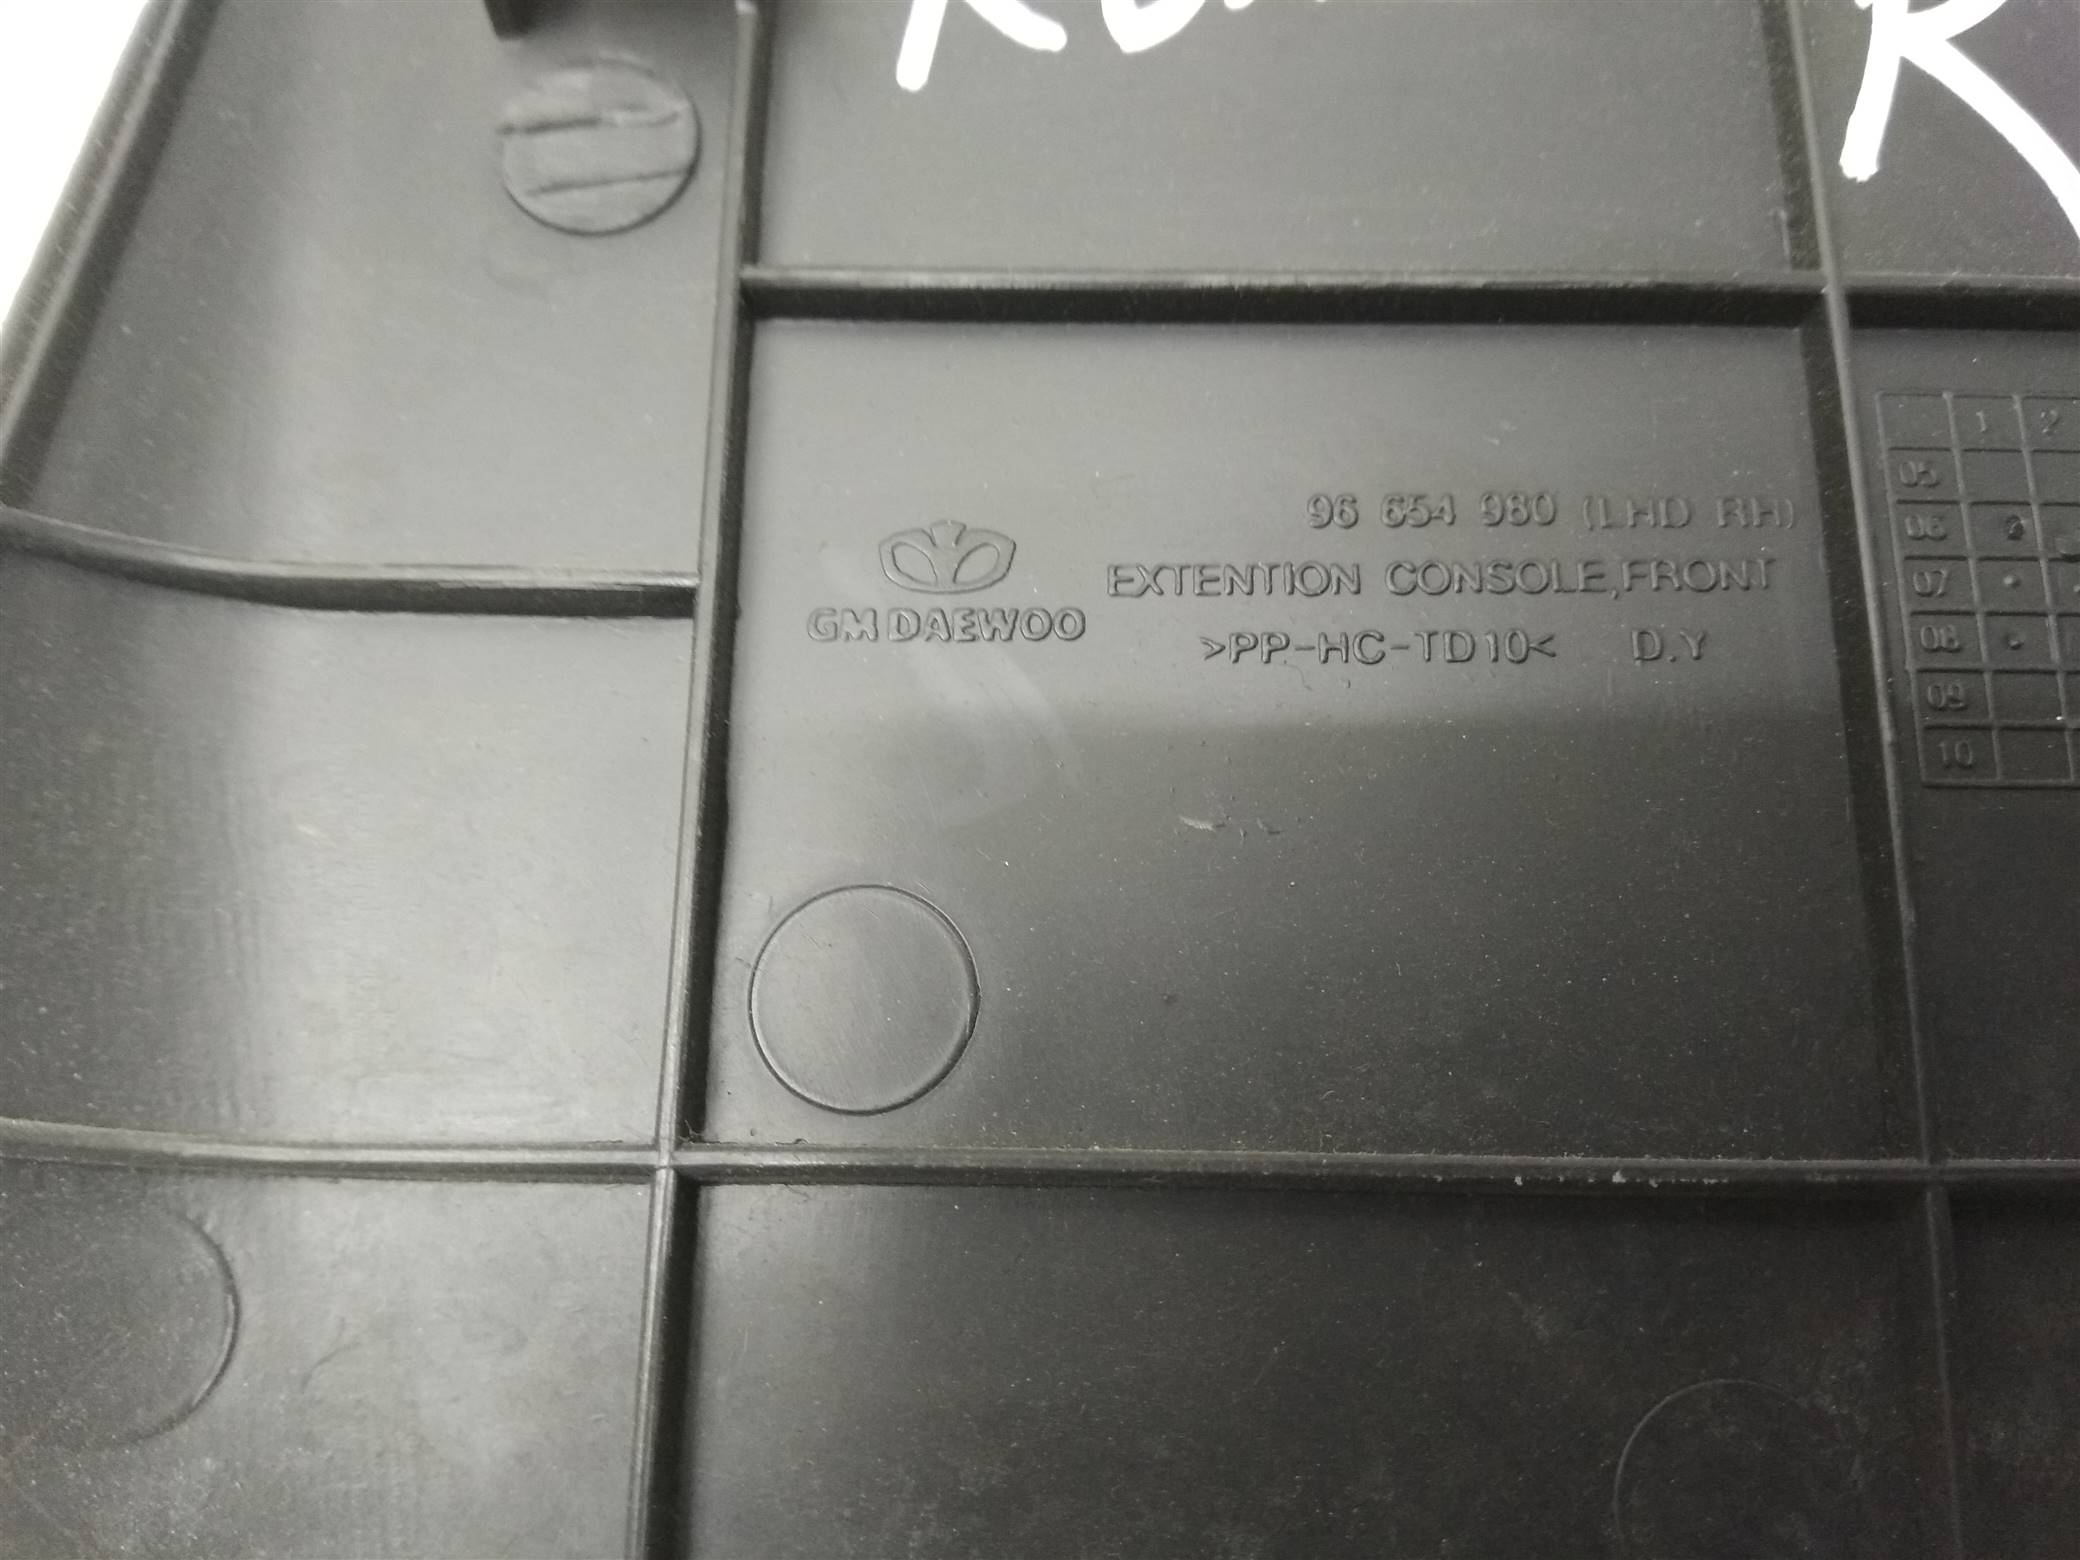 R
96 654 980 (LHD RH)
EXTENTION CONSOLE,FRONT
>PP-HC-TD10< D.Y
GM DAEWOO
1 2
05
06
07
08
09
10